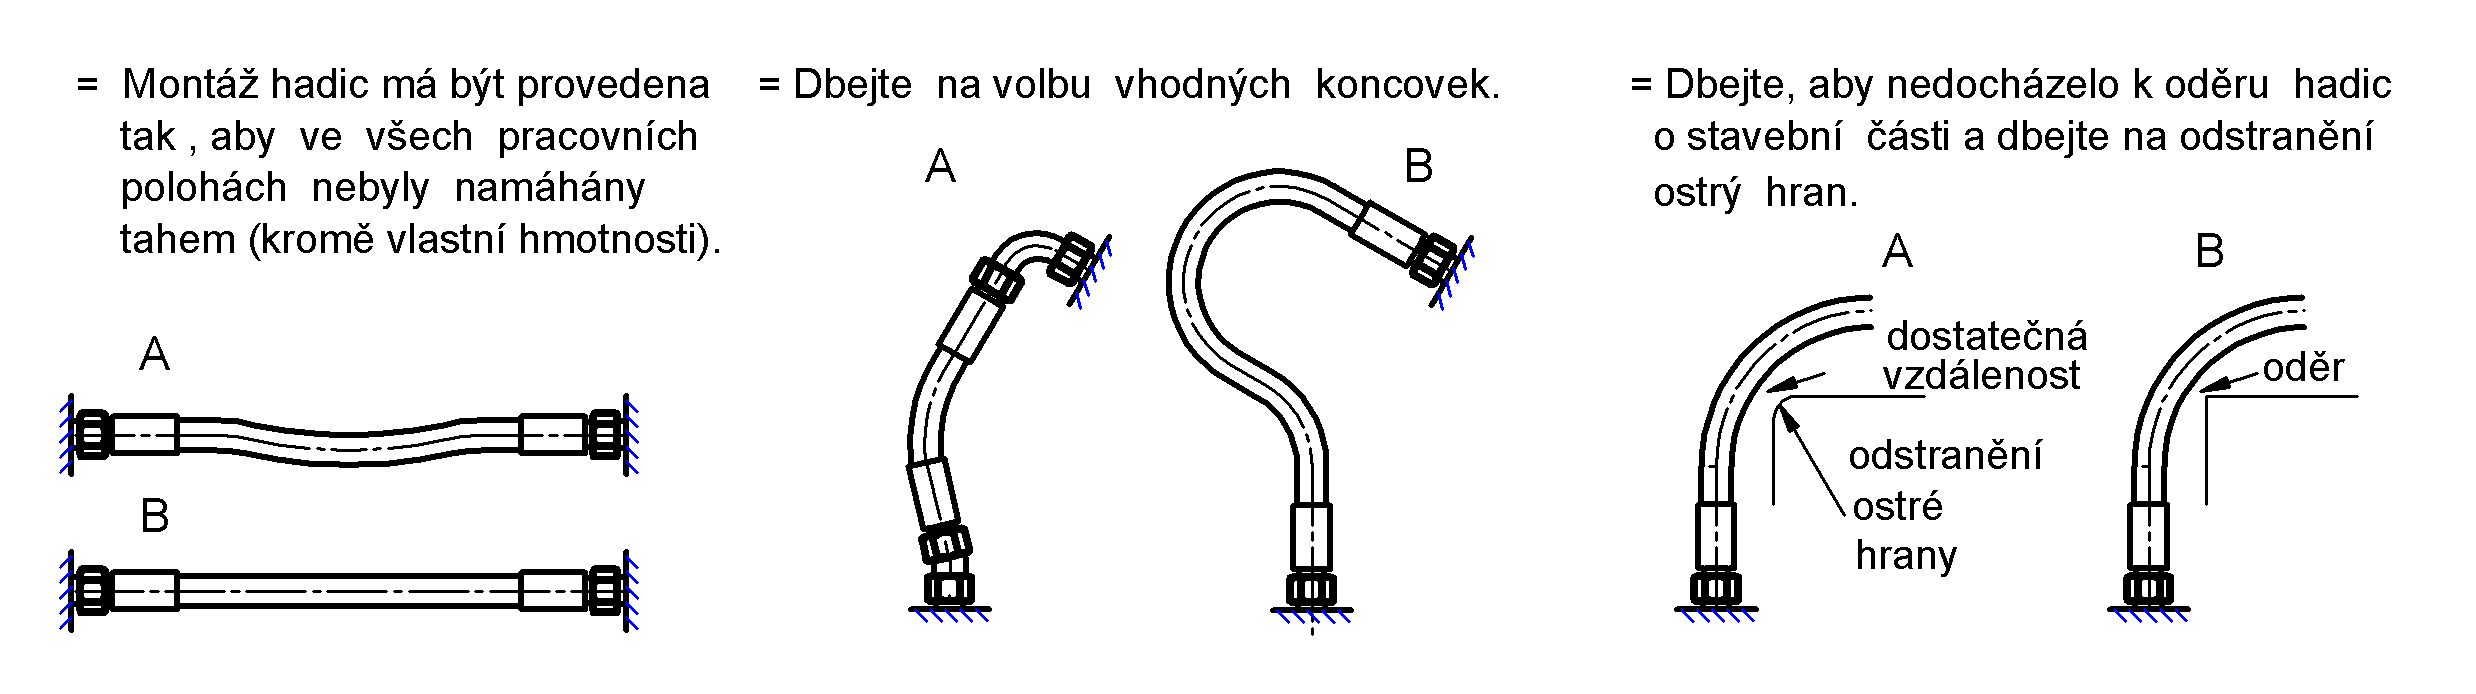 = Montáž hadic má být provedena
tak , aby ve všech pracovních
polohách nebyly namáhány
tahem (kromě vlastní hmotnosti).
A
B
= Dbejte na volbu vhodných koncovek.
A
B
= Dbejte, aby nedocházelo k oděru hadic
o stavební části a dbejte na odstranění
ostrý hran.
A
B
dostatečná
vzdálenost
odstranění
ostré
hrany
oděr